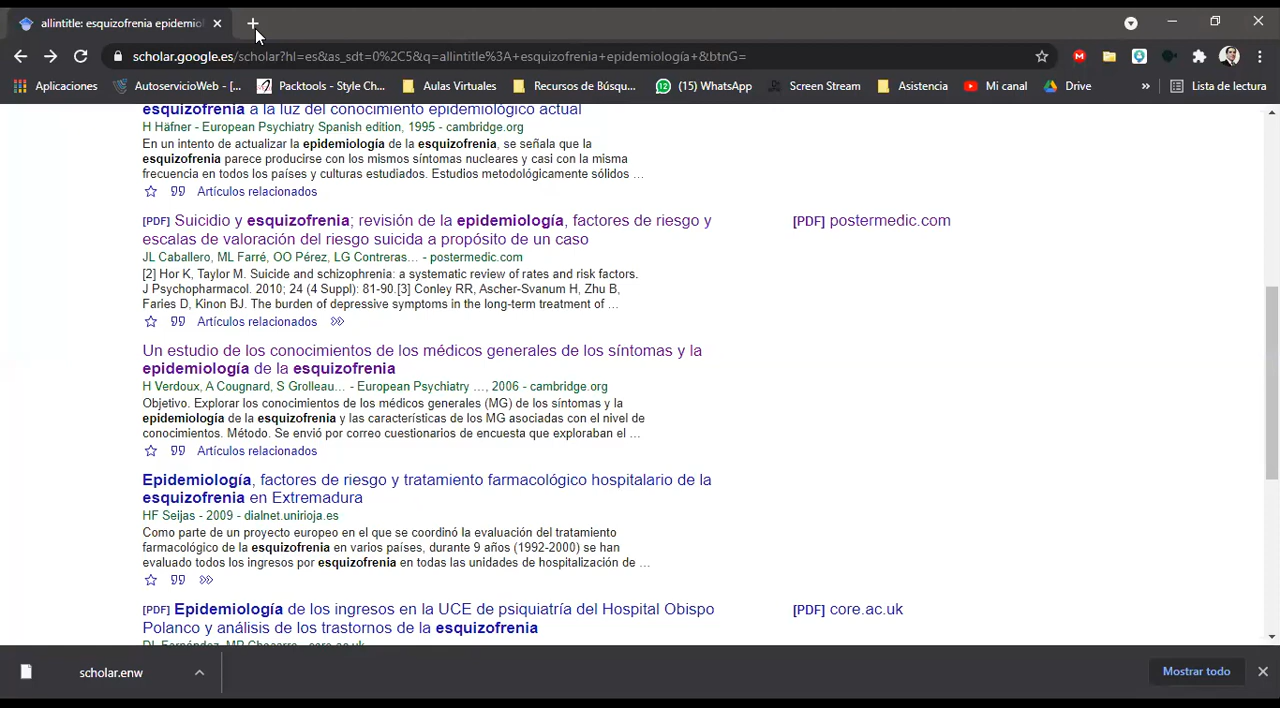 allintitle: esquizofrenia epidemiol
scholar.google.es/scholar?hl=es&as_sdt=0%2C5&q=allintitle%3A+esquizofrenia+epidemiología+&btnG=
Aplicaciones
AutoservicioWeb - [...
Packtools - Style Ch...
Aulas Virtuales
Recursos de Búsqu...
12 (15) WhatsApp
Screen Stream
Asistencia
Mi canal
Drive
»
Lista de lectura
esquizofrenia a la luz del conocimiento epidemiológico actual
H Häfner - European Psychiatry Spanish edition, 1995 - cambridge.org
En un intento de actualizar la epidemiología de la esquizofrenia, se señala que la
esquizofrenia parece producirse con los mismos síntomas nucleares y casi con la misma
frecuencia en todos los países y culturas estudiados. Estudios metodológicamente sólidos ...
Artículos relacionados
[PDF] Suicidio y esquizofrenia; revisión de la epidemiología, factores de riesgo y
escalas de valoración del riesgo suicida a propósito de un caso
[PDF] postermedic.com
JL Caballero, ML Farré, OO Pérez, LG Contreras... - postermedic.com
[2] Hor K, Taylor M. Suicide and schizophrenia: a systematic review of rates and risk factors.
J Psychopharmacol. 2010; 24 (4 Suppl): 81-90.[3] Conley RR, Ascher-Svanum H, Zhu B,
Faries D, Kinon BJ. The burden of depressive symptoms in the long-term treatment of ...
Artículos relacionados
Un estudio de los conocimientos de los médicos generales de los síntomas y la
epidemiología de la esquizofrenia
H Verdoux, A Cougnard, S Grolleau... - European Psychiatry ..., 2006 - cambridge.org
Objetivo. Explorar los conocimientos de los médicos generales (MG) de los síntomas y la
epidemiología de la esquizofrenia y las características de los MG asociadas con el nivel de
conocimientos. Método. Se envió por correo cuestionarios de encuesta que exploraban el ...
Artículos relacionados
Epidemiología, factores de riesgo y tratamiento farmacológico hospitalario de la
esquizofrenia en Extremadura
HF Seijas - 2009 - dialnet.unirioja.es
Como parte de un proyecto europeo en el que se coordinó la evaluación del tratamiento
farmacológico de la esquizofrenia en varios países, durante 9 años (1992-2000) se han
evaluado todos los ingresos por esquizofrenia en todas las unidades de hospitalización de ...
[PDF] Epidemiología de los ingresos en la UCE de psiquiatría del Hospital Obispo
Polanco y análisis de los trastornos de la esquizofrenia
[PDF] core.ac.uk
scholar.enw
Mostrar todo